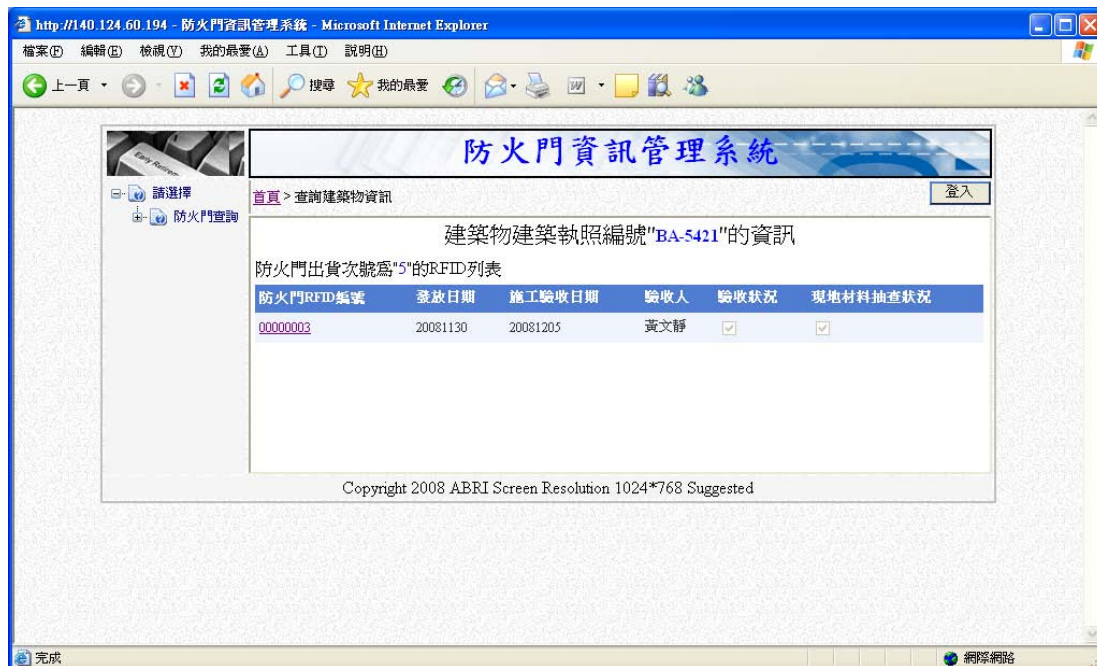 http://140.124.60.194 - 防火門資訊管理系統 - Microsoft Internet Explorer
檔案(F) 編輯(E) 檢視(V) 我的最愛(A) 工具(T) 說明(H)
上一頁 搜尋 我的最愛
Early Retirem
防火門資訊管理系統
請選擇
防火門查詢
首頁 > 查詢建築物資訊
登入
建築物建築執照編號"BA-5421"的資訊
防火門出貨次號為"5"的RFID列表
防火門RFID編號 發放日期 施工驗收日期 驗收人 驗收狀況 現地材料抽查狀況
00000003 20081130 20081205 黃文靜
Copyright 2008 ABRI Screen Resolution 1024*768 Suggested
完成
網際網路